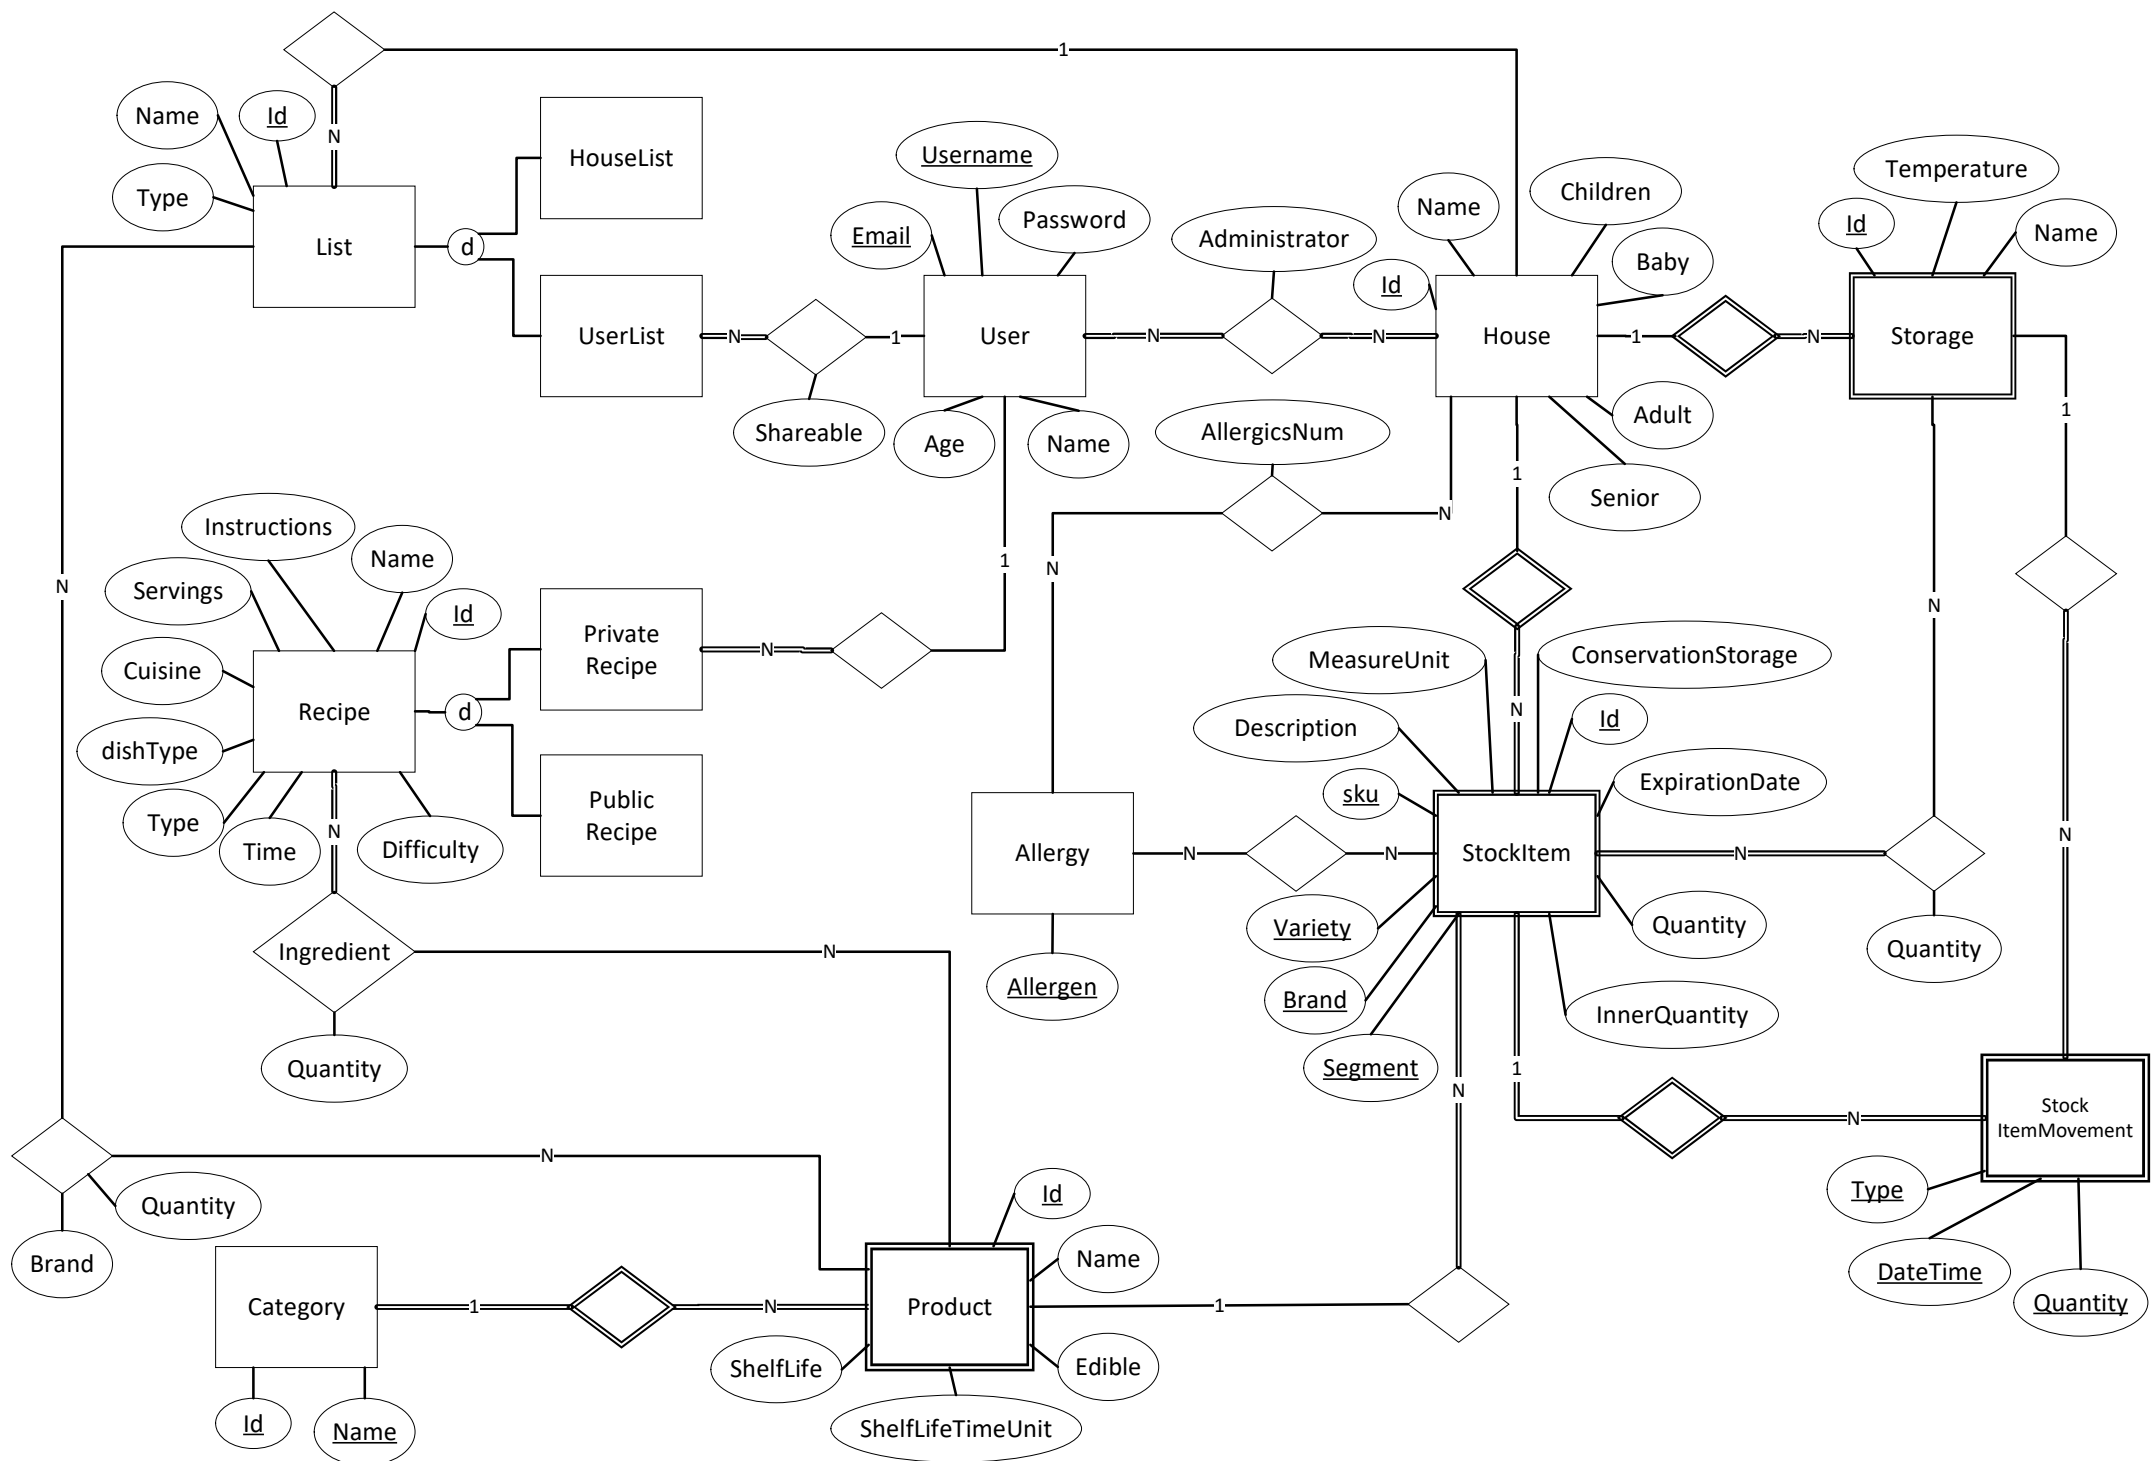 1
Name
Id
N
HouseList
Type
List
d
UserList
N
1
Shareable
Username
Email
Password
User
Age
Name
Administrator
N
N
Name
Children
Baby
Id
House
Adult
Senior
1
N
Temperature
Id
Name
Storage
AllergicsNum
N
N
1
1
1
N
N
N
Instructions
Name
Servings
Id
Cuisine
Recipe
dishType
Type
Time
Difficulty
d
Private
Recipe
N
Public
Recipe
N
Ingredient
N
Quantity
MeasureUnit
ConservationStorage
N
Description
Id
sku
ExpirationDate
StockItem
Variety
Quantity
Brand
InnerQuantity
Segment
Allergy
Allergen
N
N
N
Quantity
N
1
N
Stock
ItemMovement
Type
DateTime
Quantity
N
Quantity
Brand
Category
Id
Name
1
N
Id
Name
Product
ShelfLife
Edible
ShelfLifeTimeUnit
1